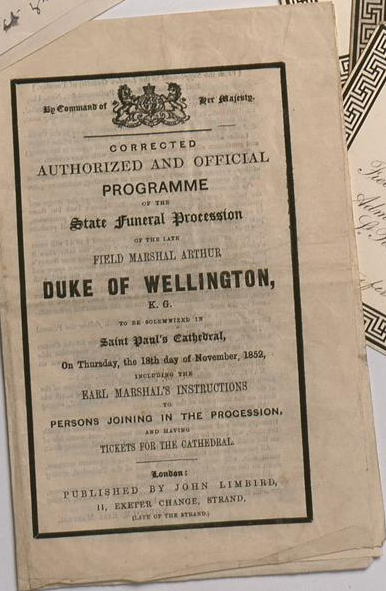 By Command of Her Majesty.
CORRECTED
AUTHORIZED AND OFFICIAL
PROGRAMME
OF THE
State Funeral Procession
OF THE LATE
FIELD MARSHAL ARTHUR
DUKE OF WELLINGTON,
K. G.
TO BE SOLEMNIZED IN
Saint Paul's Cathedral,
On Thursday, the 18th day of November, 1852,
INCLUDING THE
EARL MARSHAL'S INSTRUCTIONS
TO
PERSONS JOINING IN THE PROCESSION,
AND HAVING
TICKETS FOR THE CATHEDRAL.
London:
PUBLISHED BY JOHN LIMBIRD,
11, EXETER CHANGE, STRAND,
(LATE OF THE STRAND.)